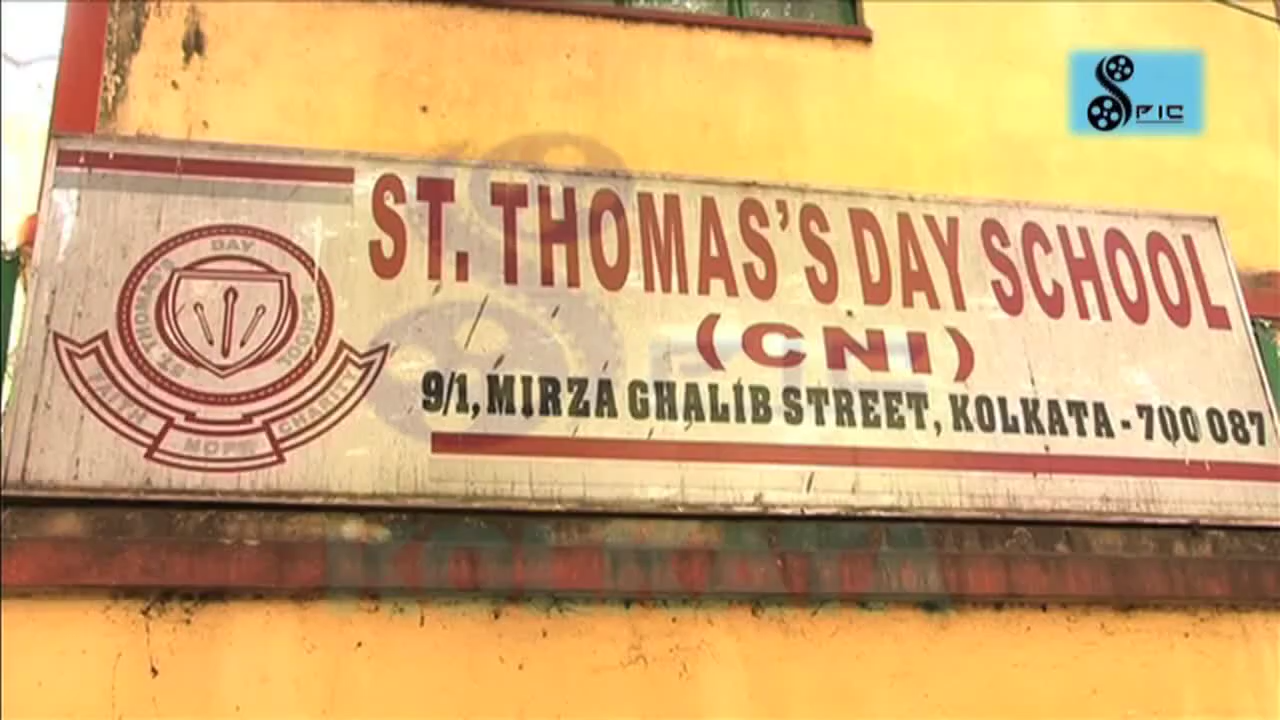 PIC
ST. THOMAS'S DAY SCHOOL
(CNI)
9/1, MIRZA GHALIB STREET, KOLKATA - 700 087
ST. THOMAS'S DAY SCHOOL
FAITH HOPE CHARITY
KOLKATA